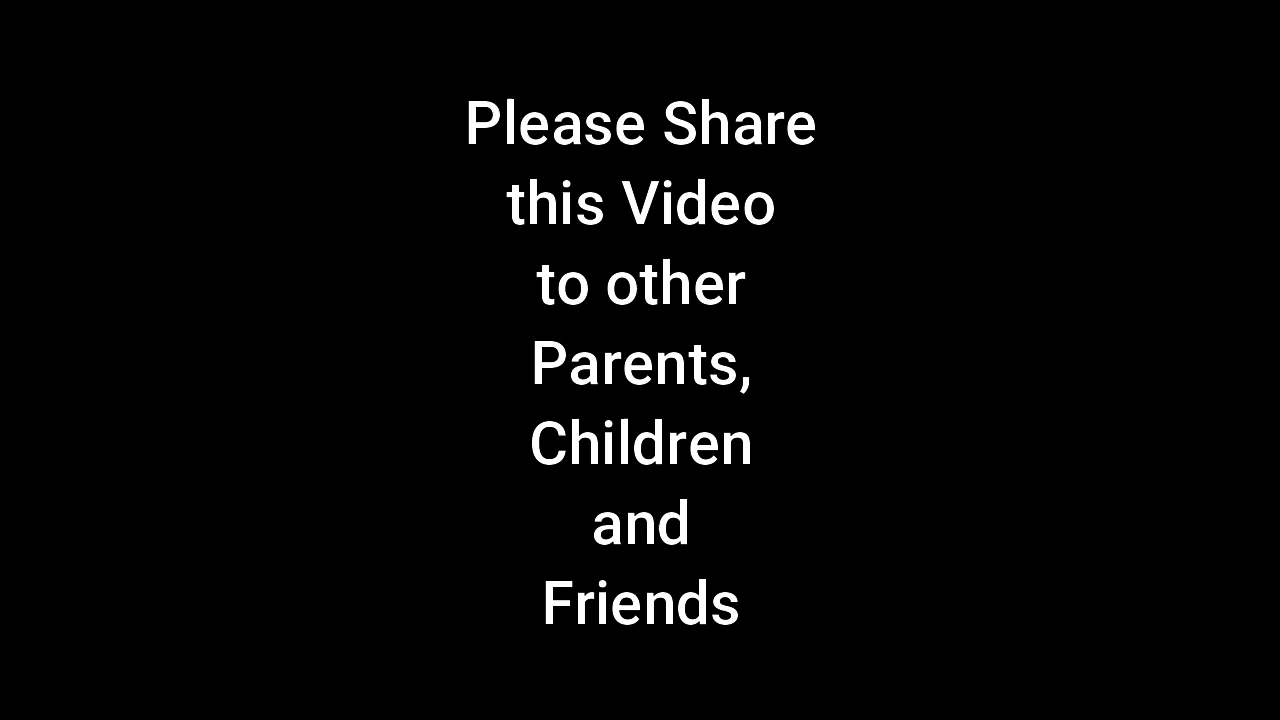 Please Share
this Video
to other
Parents,
Children
and
Friends